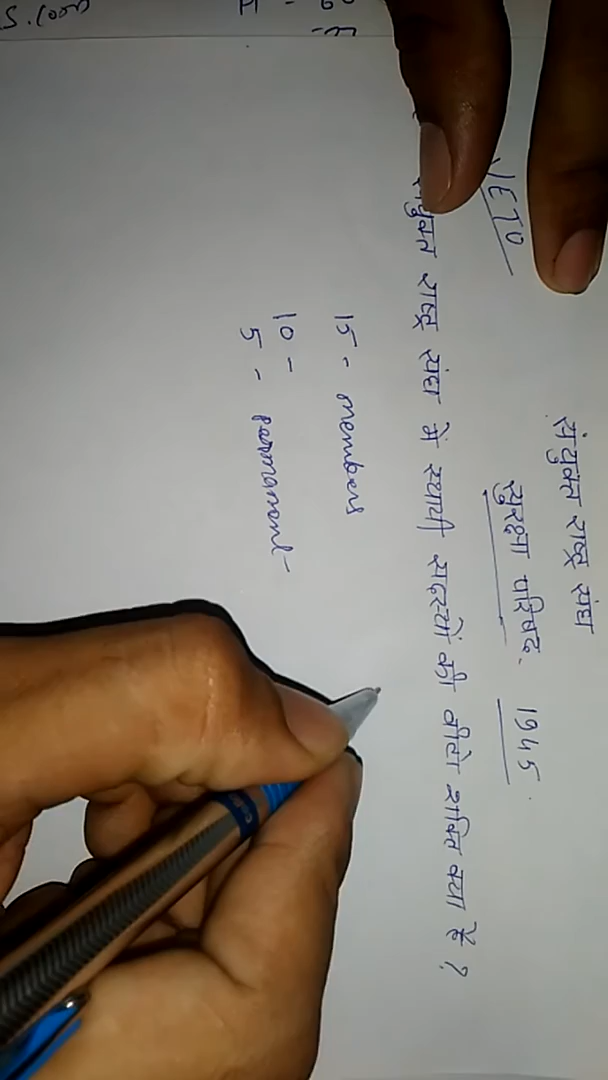 संयुक्त राष्ट्र संघ
सुरक्षा परिषद. 1945.
VETO
संयुक्त राष्ट्र संघ में स्थायी सदस्यों की वीटो शक्ति क्या है ?
15 - members
10 -
5 - permanent